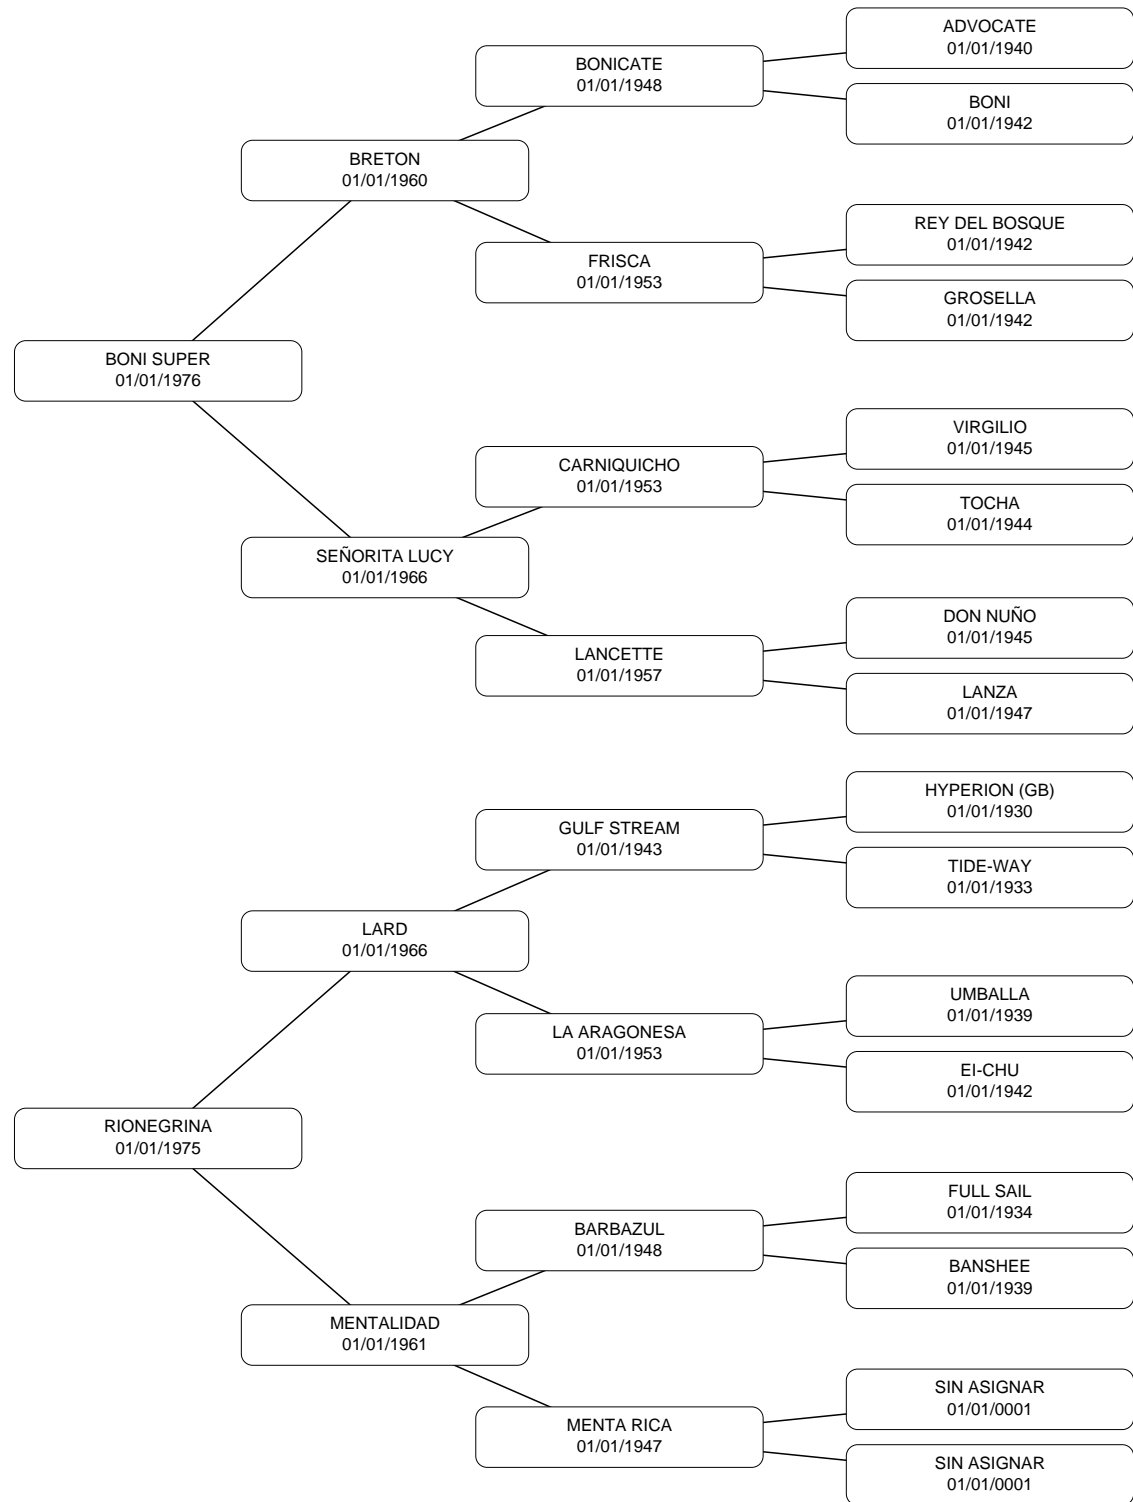 ADVOCATE
01/01/1940
BONICATE
01/01/1948
BONI
01/01/1942
BRETON
01/01/1960
REY DEL BOSQUE
01/01/1942
FRISCA
01/01/1953
GROSELLA
01/01/1942
BONI SUPER
01/01/1976
VIRGILIO
01/01/1945
CARNIQUICHO
01/01/1953
TOCHA
01/01/1944
SEÑORITA LUCY
01/01/1966
DON NUÑO
01/01/1945
LANCETTE
01/01/1957
LANZA
01/01/1947
HYPERION (GB)
01/01/1930
GULF STREAM
01/01/1943
TIDE-WAY
01/01/1933
LARD
01/01/1966
UMBALLA
01/01/1939
LA ARAGONESA
01/01/1953
EI-CHU
01/01/1942
RIONEGRINA
01/01/1975
FULL SAIL
01/01/1934
BARBAZUL
01/01/1948
BANSHEE
01/01/1939
MENTALIDAD
01/01/1961
SIN ASIGNAR
01/01/0001
MENTA RICA
01/01/1947
SIN ASIGNAR
01/01/0001